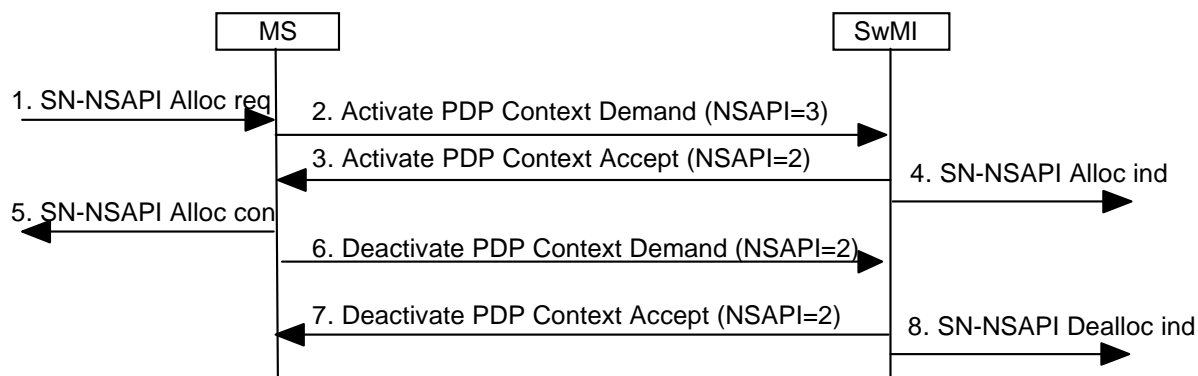 MS
SwMI
1. SN-NSAPI Alloc req
2. Activate PDP Context Demand (NSAPI=3)
3. Activate PDP Context Accept (NSAPI=2)
4. SN-NSAPI Alloc ind
5. SN-NSAPI Alloc con
6. Deactivate PDP Context Demand (NSAPI=2)
7. Deactivate PDP Context Accept (NSAPI=2)
8. SN-NSAPI Dealloc ind